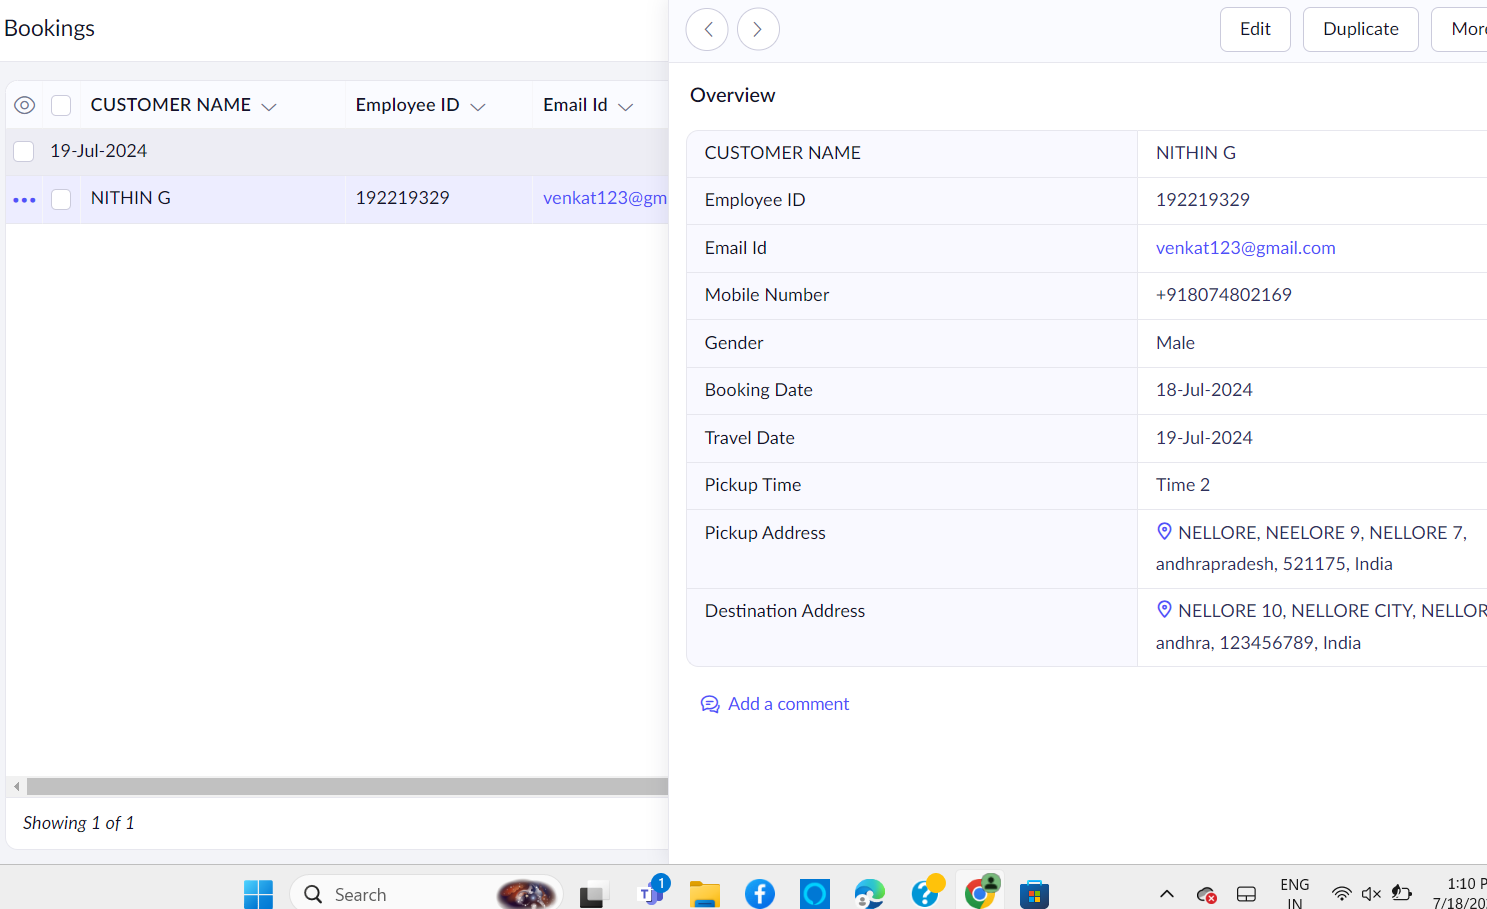 Bookings
CUSTOMER NAME Employee ID Email Id
19-Jul-2024
NITHIN G 192219329 venkat123@gm
Showing 1 of 1
Edit Duplicate More
Overview
CUSTOMER NAME NITHIN G
Employee ID 192219329
Email Id venkat123@gmail.com
Mobile Number +918074802169
Gender Male
Booking Date 18-Jul-2024
Travel Date 19-Jul-2024
Pickup Time Time 2
Pickup Address NELLORE, NEELORE 9, NELLORE 7,
andhrapradesh, 521175, India
Destination Address NELLORE 10, NELLORE CITY, NELLOR
andhra, 123456789, India
Add a comment
Search
T
1
ENG
IN
1:10 P
7/18/20